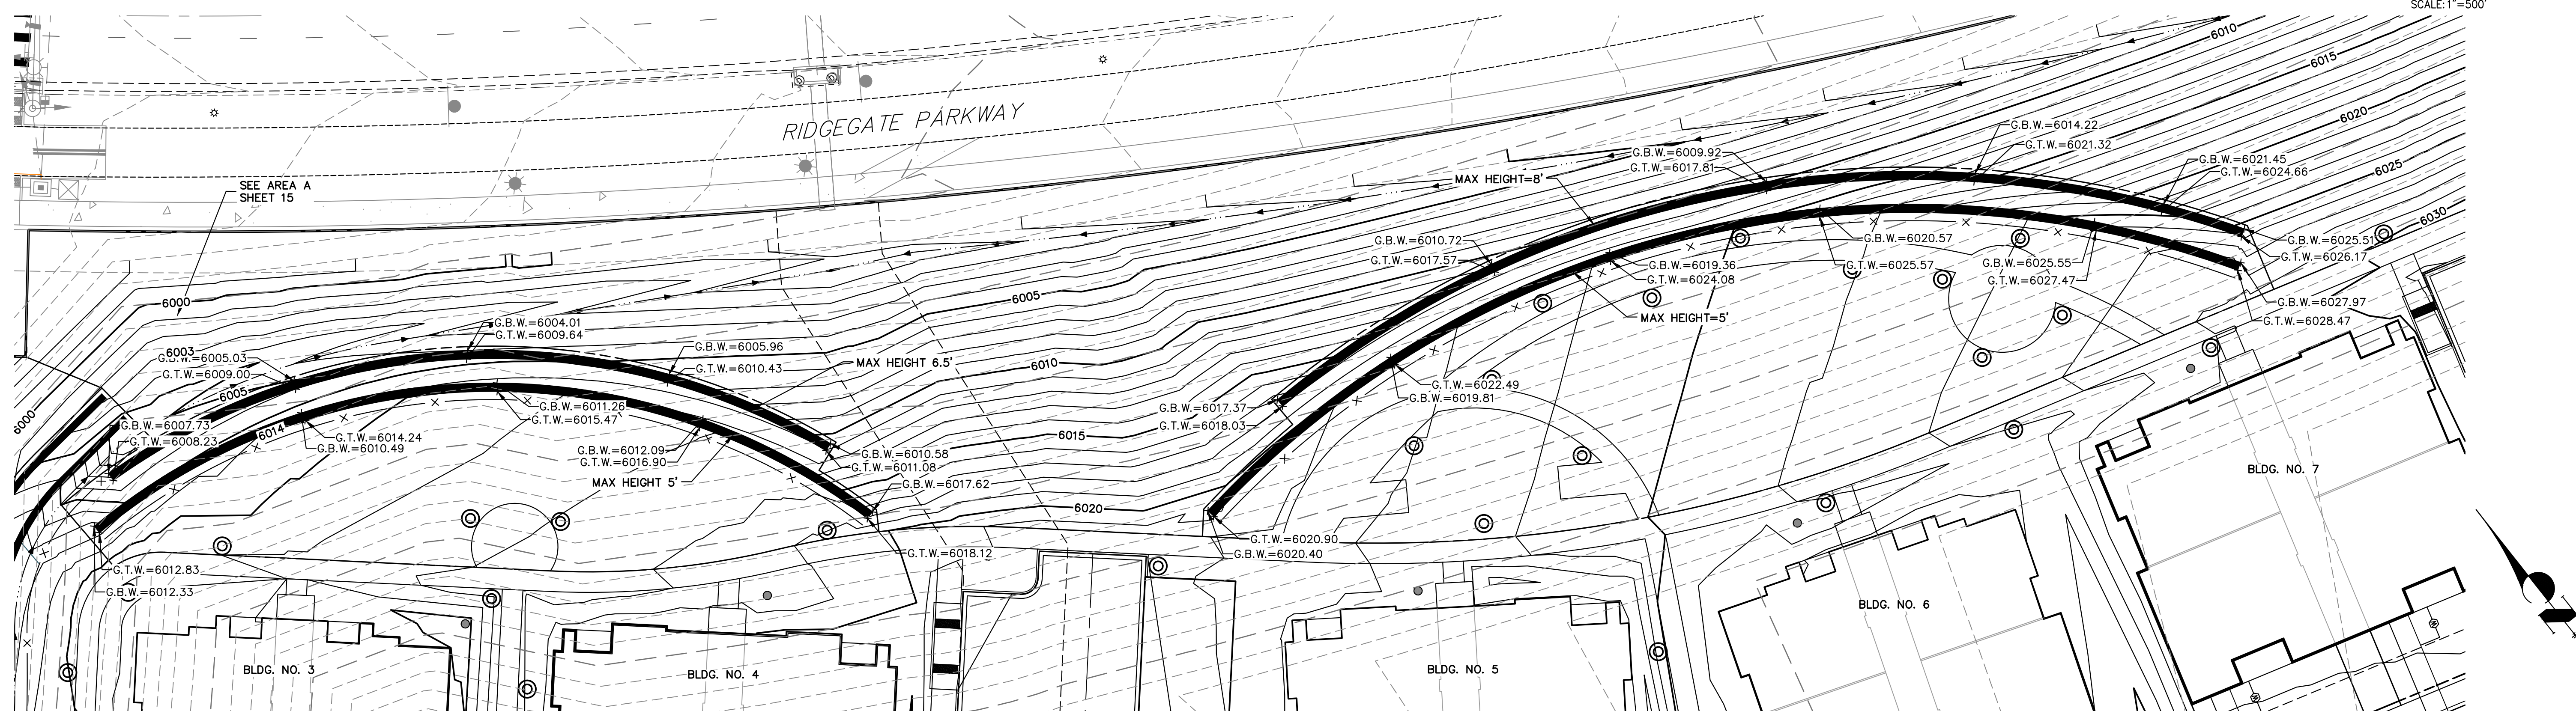 SCALE:1"=500'
6010
6015
6020
6025
6030
RIDGEGATE PARKWAY
SEE AREA A
SHEET 15
G.B.W.=6014.22
G.T.W.=6021.32
G.B.W.=6009.92
G.T.W.=6017.81
MAX HEIGHT=8'
G.B.W.=6021.45
G.T.W.=6024.66
G.B.W.=6010.72
G.T.W.=6017.57
G.B.W.=6020.57
G.T.W.=6025.57
G.B.W.=6019.36
G.T.W.=6024.08
G.B.W.=6025.55
G.T.W.=6027.47
G.B.W.=6025.51
G.T.W.=6026.17
G.B.W.=6027.97
G.T.W.=6028.47
MAX HEIGHT=5'
6000
6005
6003
G.B.W.=6004.01
G.T.W.=6009.64
G.B.W.=6005.03
G.T.W.=6009.00
G.B.W.=6005.96
G.T.W.=6010.43
MAX HEIGHT 6.5'
6010
6005
6000
G.B.W.=6007.73
G.T.W.=6008.23
6014
G.T.W.=6014.24
G.B.W.=6010.49
G.B.W.=6011.26
G.T.W.=6015.47
G.B.W.=6012.09
G.T.W.=6016.90
MAX HEIGHT 5'
G.B.W.=6010.58
G.T.W.=6011.08
G.B.W.=6017.62
G.T.W.=6018.12
6015
6020
G.B.W.=6017.37
G.T.W.=6018.03
G.T.W.=6022.49
G.B.W.=6019.81
G.T.W.=6020.90
G.B.W.=6020.40
G.T.W.=6012.83
G.B.W.=6012.33
BLDG. NO. 3
BLDG. NO. 4
BLDG. NO. 5
BLDG. NO. 6
BLDG. NO. 7